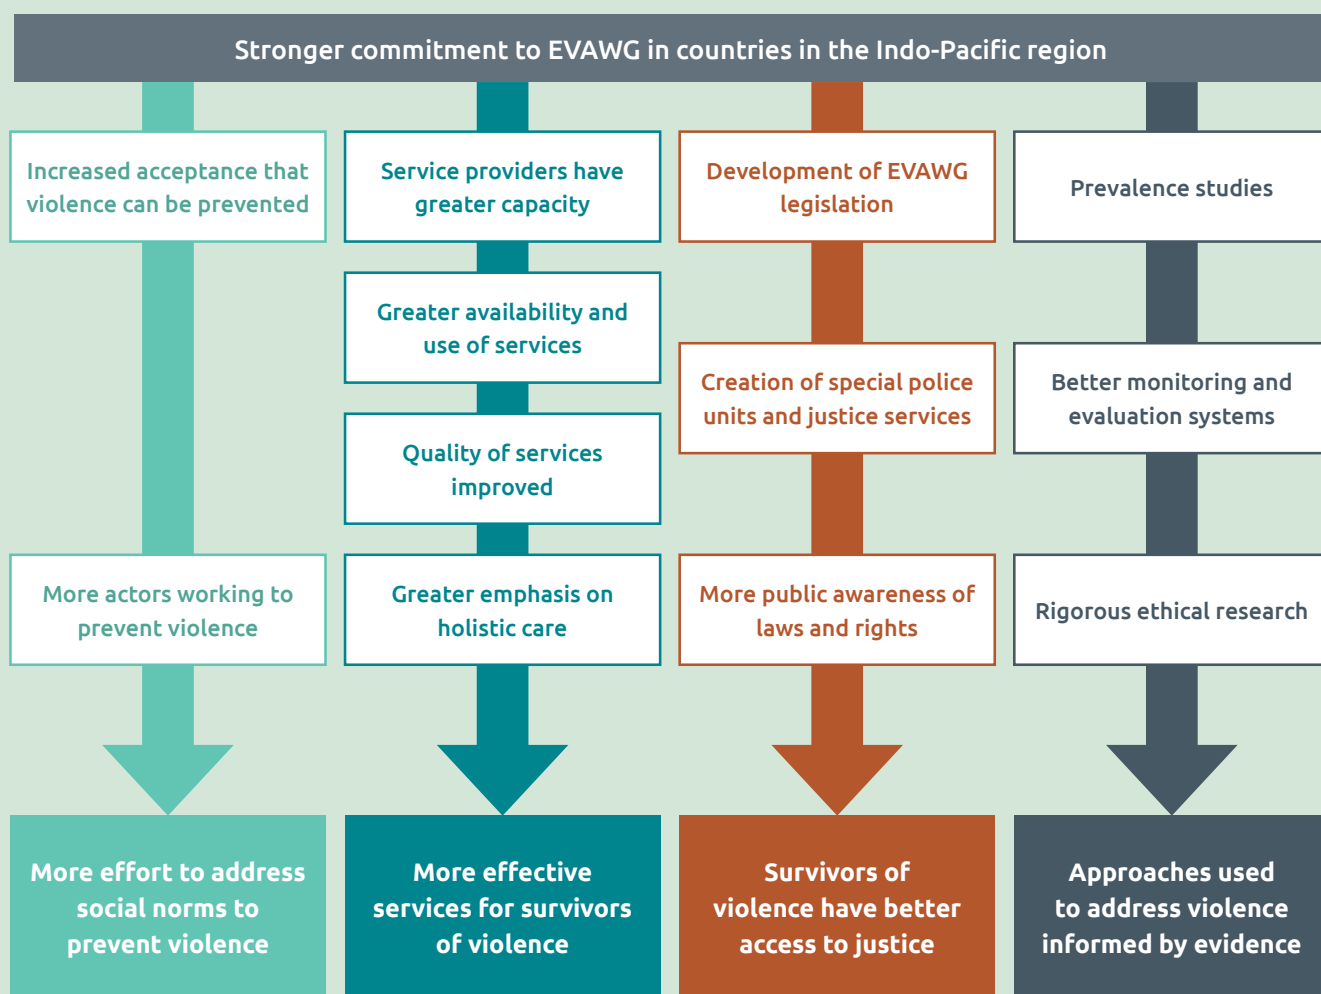 Stronger commitment to EVAWG in countries in the Indo-Pacific region
Increased acceptance that
violence can be prevented
More actors working to
prevent violence
More effort to address
social norms to
prevent violence
Service providers have
greater capacity
Greater availability and
use of services
Quality of services
improved
Greater emphasis on
holistic care
More effective
services for survivors
of violence
Development of EVAWG
legislation
Creation of special police
units and justice services
More public awareness of
laws and rights
Survivors of
violence have better
access to justice
Prevalence studies
Better monitoring and
evaluation systems
Rigorous ethical research
Approaches used
to address violence
informed by evidence